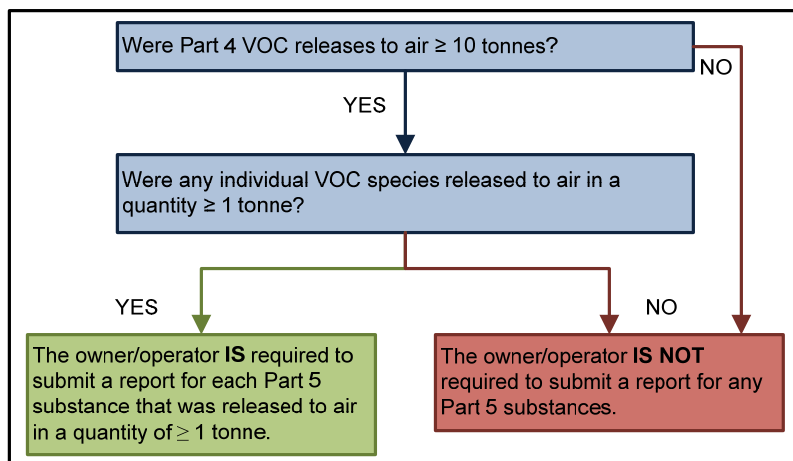 Were Part 4 VOC releases to air ≥ 10 tonnes?
NO
YES
Were any individual VOC species released to air in a
quantity ≥ 1 tonne?
YES
NO
The owner/operator IS required to
submit a report for each Part 5
substance that was released to air
in a quantity of ≥ 1 tonne.
The owner/operator IS NOT
required to submit a report for any
Part 5 substances.